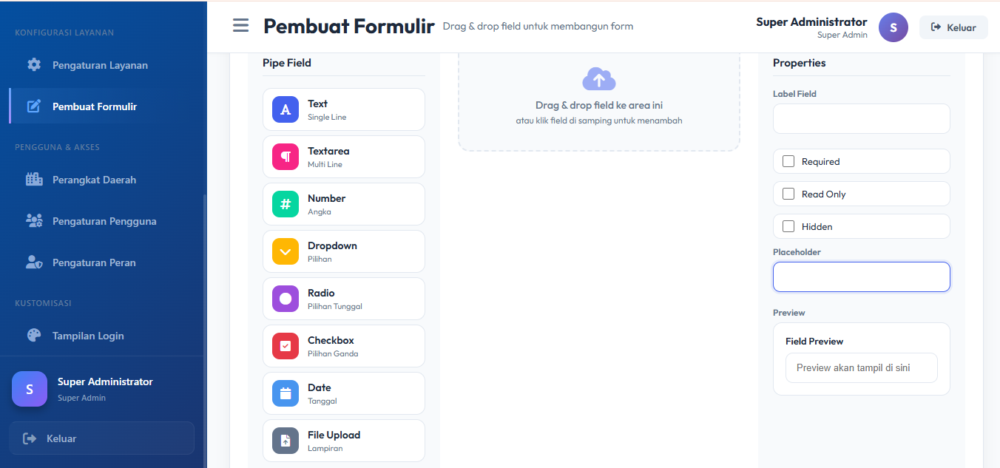 KONFIGURASI LAYANAN
Pengaturan Layanan
Pembuat Formulir
PENGGUNA & AKSES
Perangkat Daerah
Pengaturan Pengguna
Pengaturan Peran
KUSTOMISASI
Tampilan Login
S
Super Administrator
Super Admin
Keluar
Pembuat Formulir
Drag & drop field untuk membangun form
Super Administrator
Super Admin
S
Keluar
Pipe Field
A
Text
Single Line
Textarea
Multi Line
#
Number
Angka
Dropdown
Pilihan
Radio
Pilihan Tunggal
Checkbox
Pilihan Ganda
Date
Tanggal
File Upload
Lampiran
Drag & drop field ke area ini
atau klik field di samping untuk menambah
Properties
Label Field
Required
Read Only
Hidden
Placeholder
Preview
Field Preview
Preview akan tampil di sini